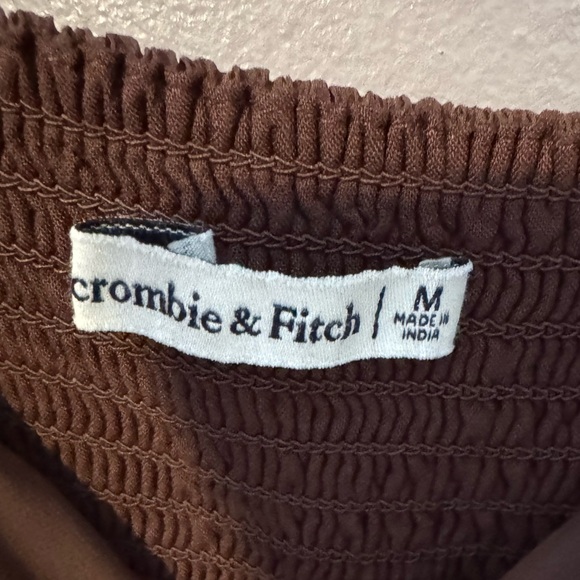 crombie & Fitch | M
MADE IN
INDIA